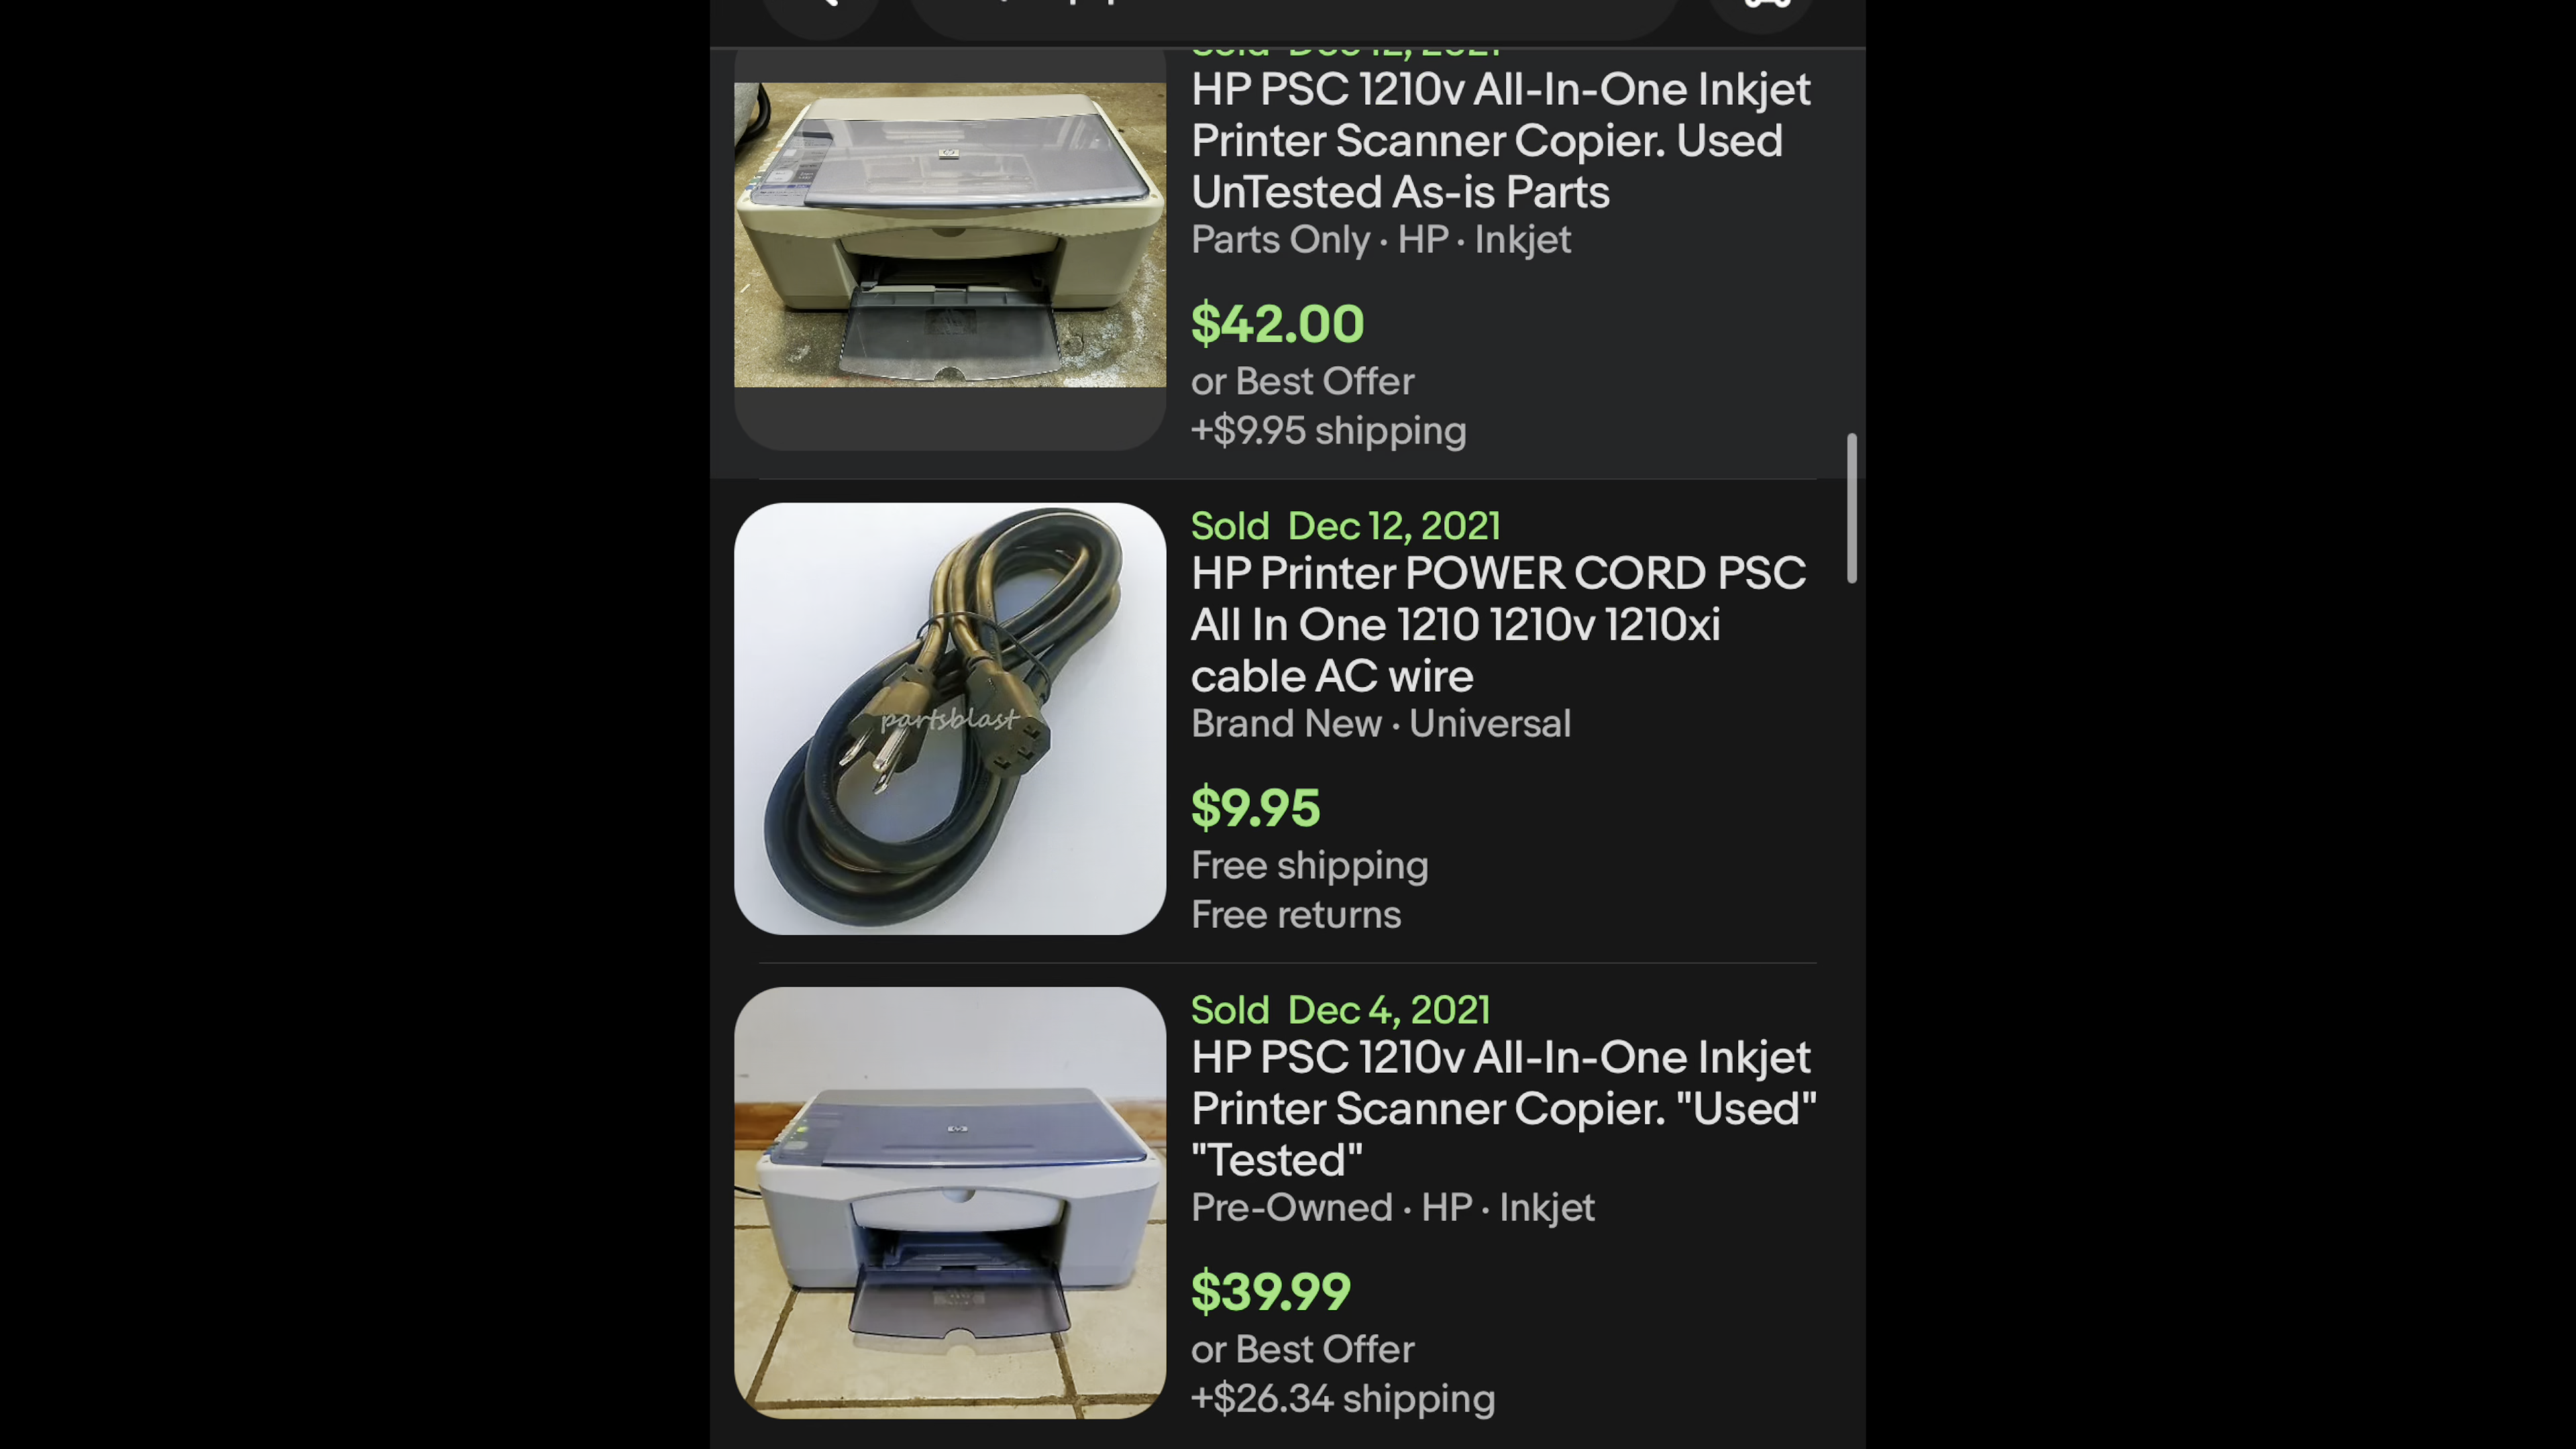 Sold Dec 12, 2021
HP PSC 1210v All-In-One Inkjet
Printer Scanner Copier. Used
UnTested As-is Parts
Parts Only · HP · Inkjet
$42.00
or Best Offer
+$9.95 shipping
partsblast
Sold Dec 12, 2021
HP Printer POWER CORD PSC
All In One 1210 1210v 1210xi
cable AC wire
Brand New · Universal
$9.95
Free shipping
Free returns
Sold Dec 4, 2021
HP PSC 1210v All-In-One Inkjet
Printer Scanner Copier. "Used"
"Tested"
Pre-Owned · HP · Inkjet
$39.99
or Best Offer
+$26.34 shipping